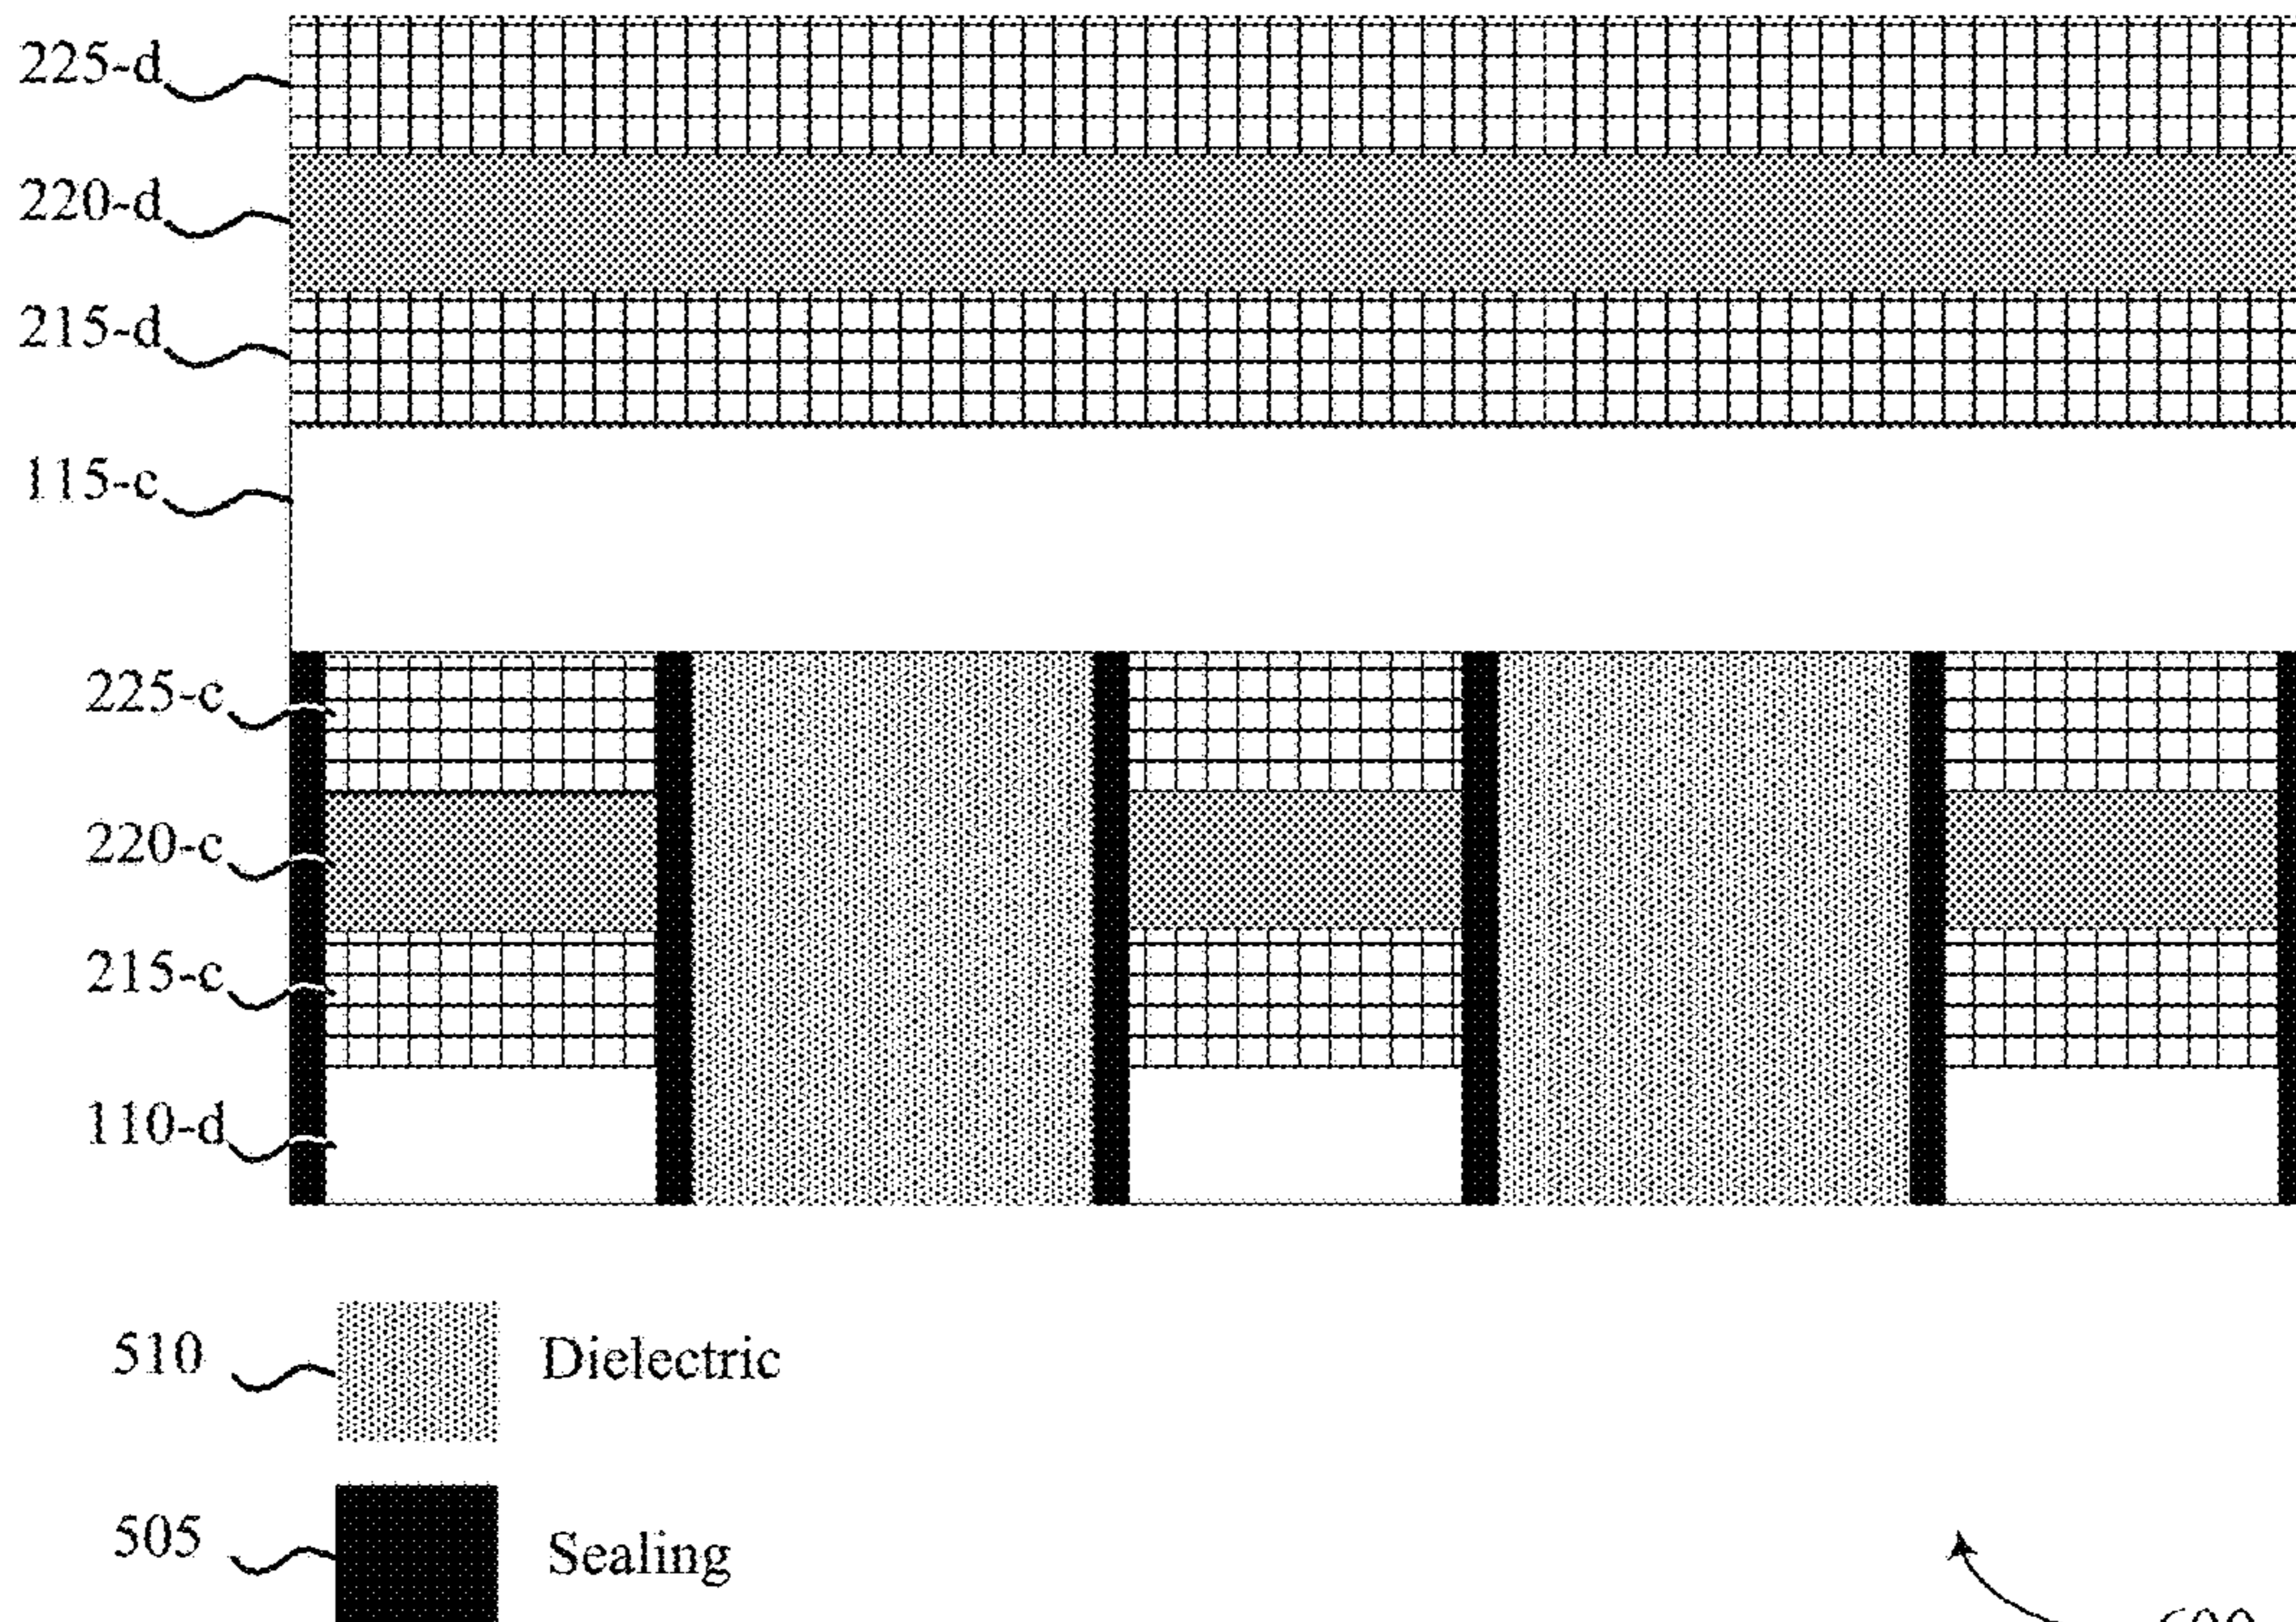 225-d
220-d
215-d
115-c
225-c
220-c
215-c
110-d
510 Dielectric
505 Sealing